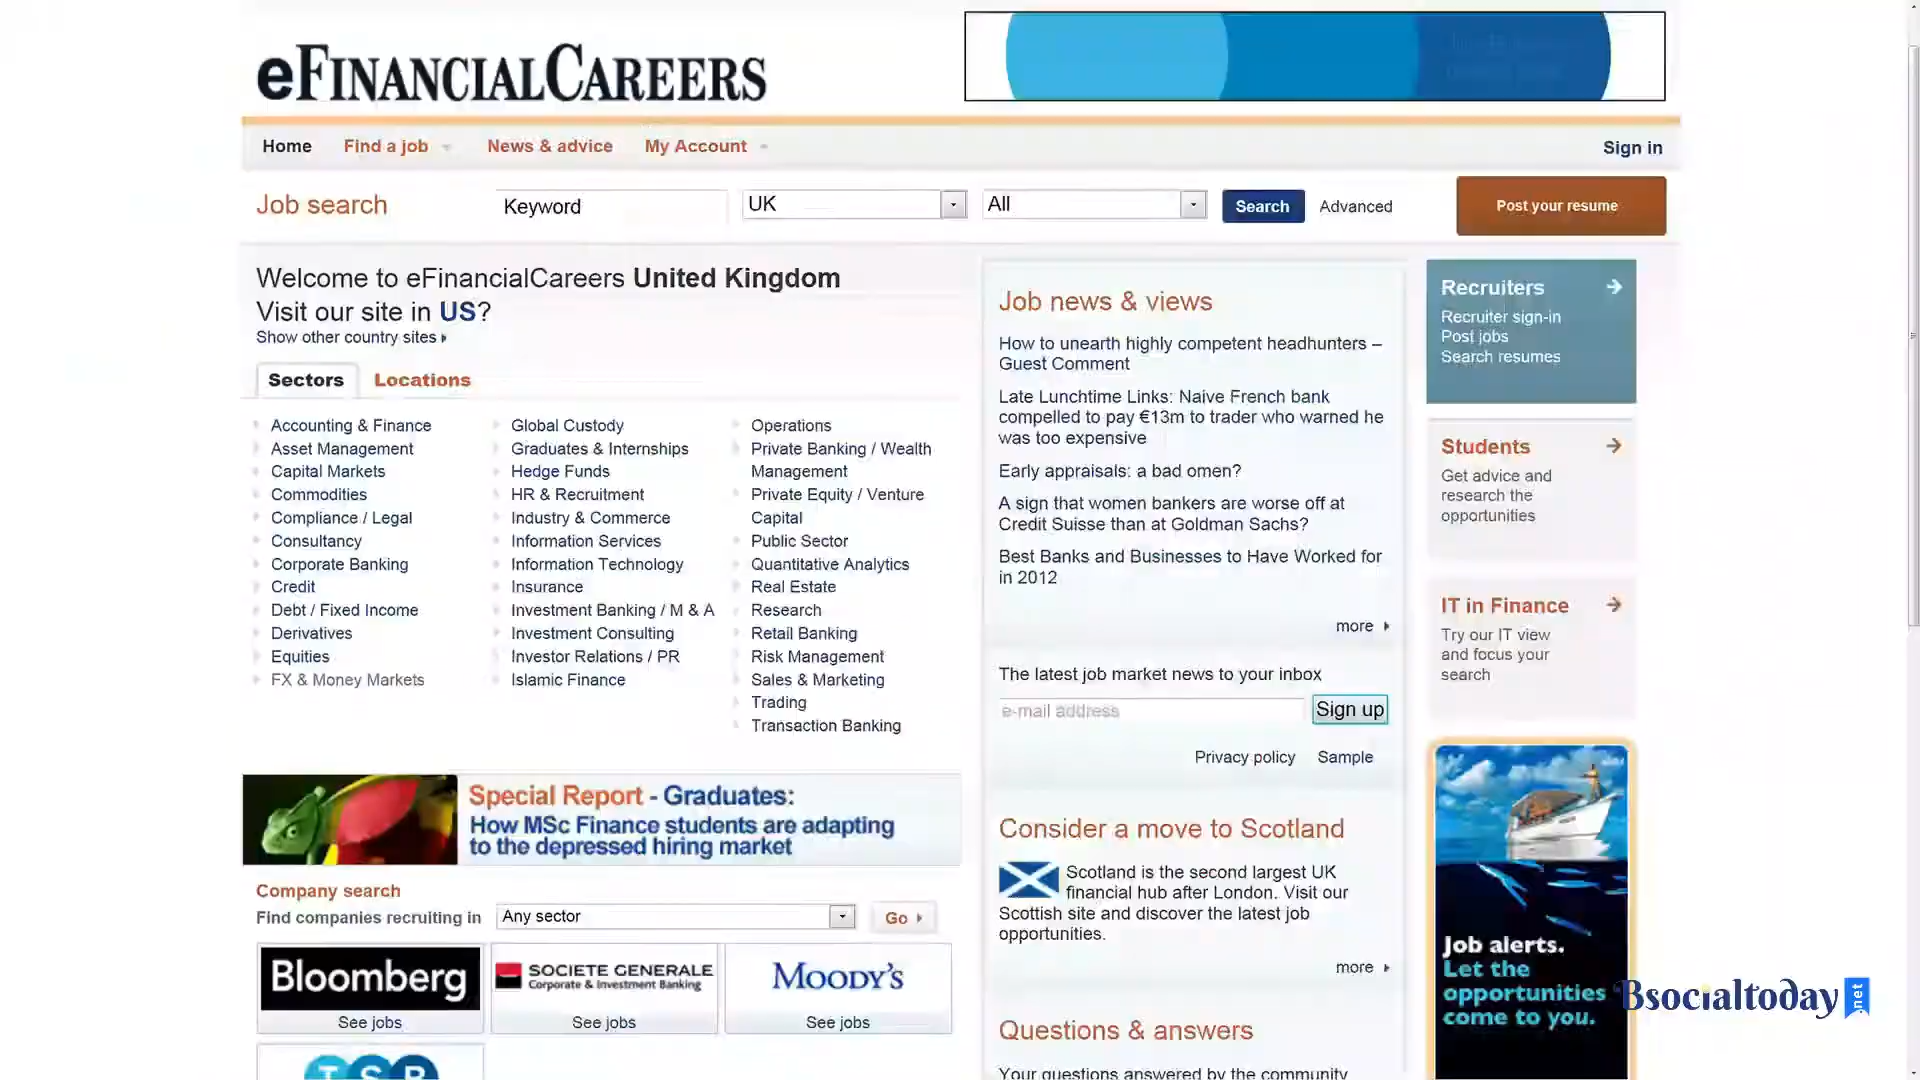 eFINANCIALCAREERS
Home Find a job News & advice My Account Sign in
Job search Keyword UK All Search Advanced Post your resume
Welcome to eFinancialCareers United Kingdom
Visit our site in US?
Show other country sites
Sectors Locations
Accounting & Finance
Asset Management
Capital Markets
Commodities
Compliance / Legal
Consultancy
Corporate Banking
Credit
Debt / Fixed Income
Derivatives
Equities
FX & Money Markets
Global Custody
Graduates & Internships
Hedge Funds
HR & Recruitment
Industry & Commerce
Information Services
Information Technology
Insurance
Investment Banking / M & A
Investment Consulting
Investor Relations / PR
Islamic Finance
Operations
Private Banking / Wealth
Management
Private Equity / Venture
Capital
Public Sector
Quantitative Analytics
Real Estate
Research
Retail Banking
Risk Management
Sales & Marketing
Trading
Transaction Banking
Special Report - Graduates:
How MSc Finance students are adapting
to the depressed hiring market
Company search
Find companies recruiting in Any sector Go
Bloomberg
See jobs
SOCIETE GENERALE
Corporate & Investment Banking
See jobs
MOODY'S
See jobs
TSB
Job news & views
How to unearth highly competent headhunters –
Guest Comment
Late Lunchtime Links: Naive French bank
compelled to pay €13m to trader who warned he
was too expensive
Early appraisals: a bad omen?
A sign that women bankers are worse off at
Credit Suisse than at Goldman Sachs?
Best Banks and Businesses to Have Worked for
in 2012
more
The latest job market news to your inbox
e-mail address Sign up
Privacy policy Sample
Consider a move to Scotland
Scotland is the second largest UK
financial hub after London. Visit our
Scottish site and discover the latest job
opportunities.
more
Questions & answers
Your questions answered by the community
Recruiters
Recruiter sign-in
Post jobs
Search resumes
Students
Get advice and
research the
opportunities
IT in Finance
Try our IT view
and focus your
search
Job alerts.
Let the
opportunities
come to you.
Bsocialtoday.net